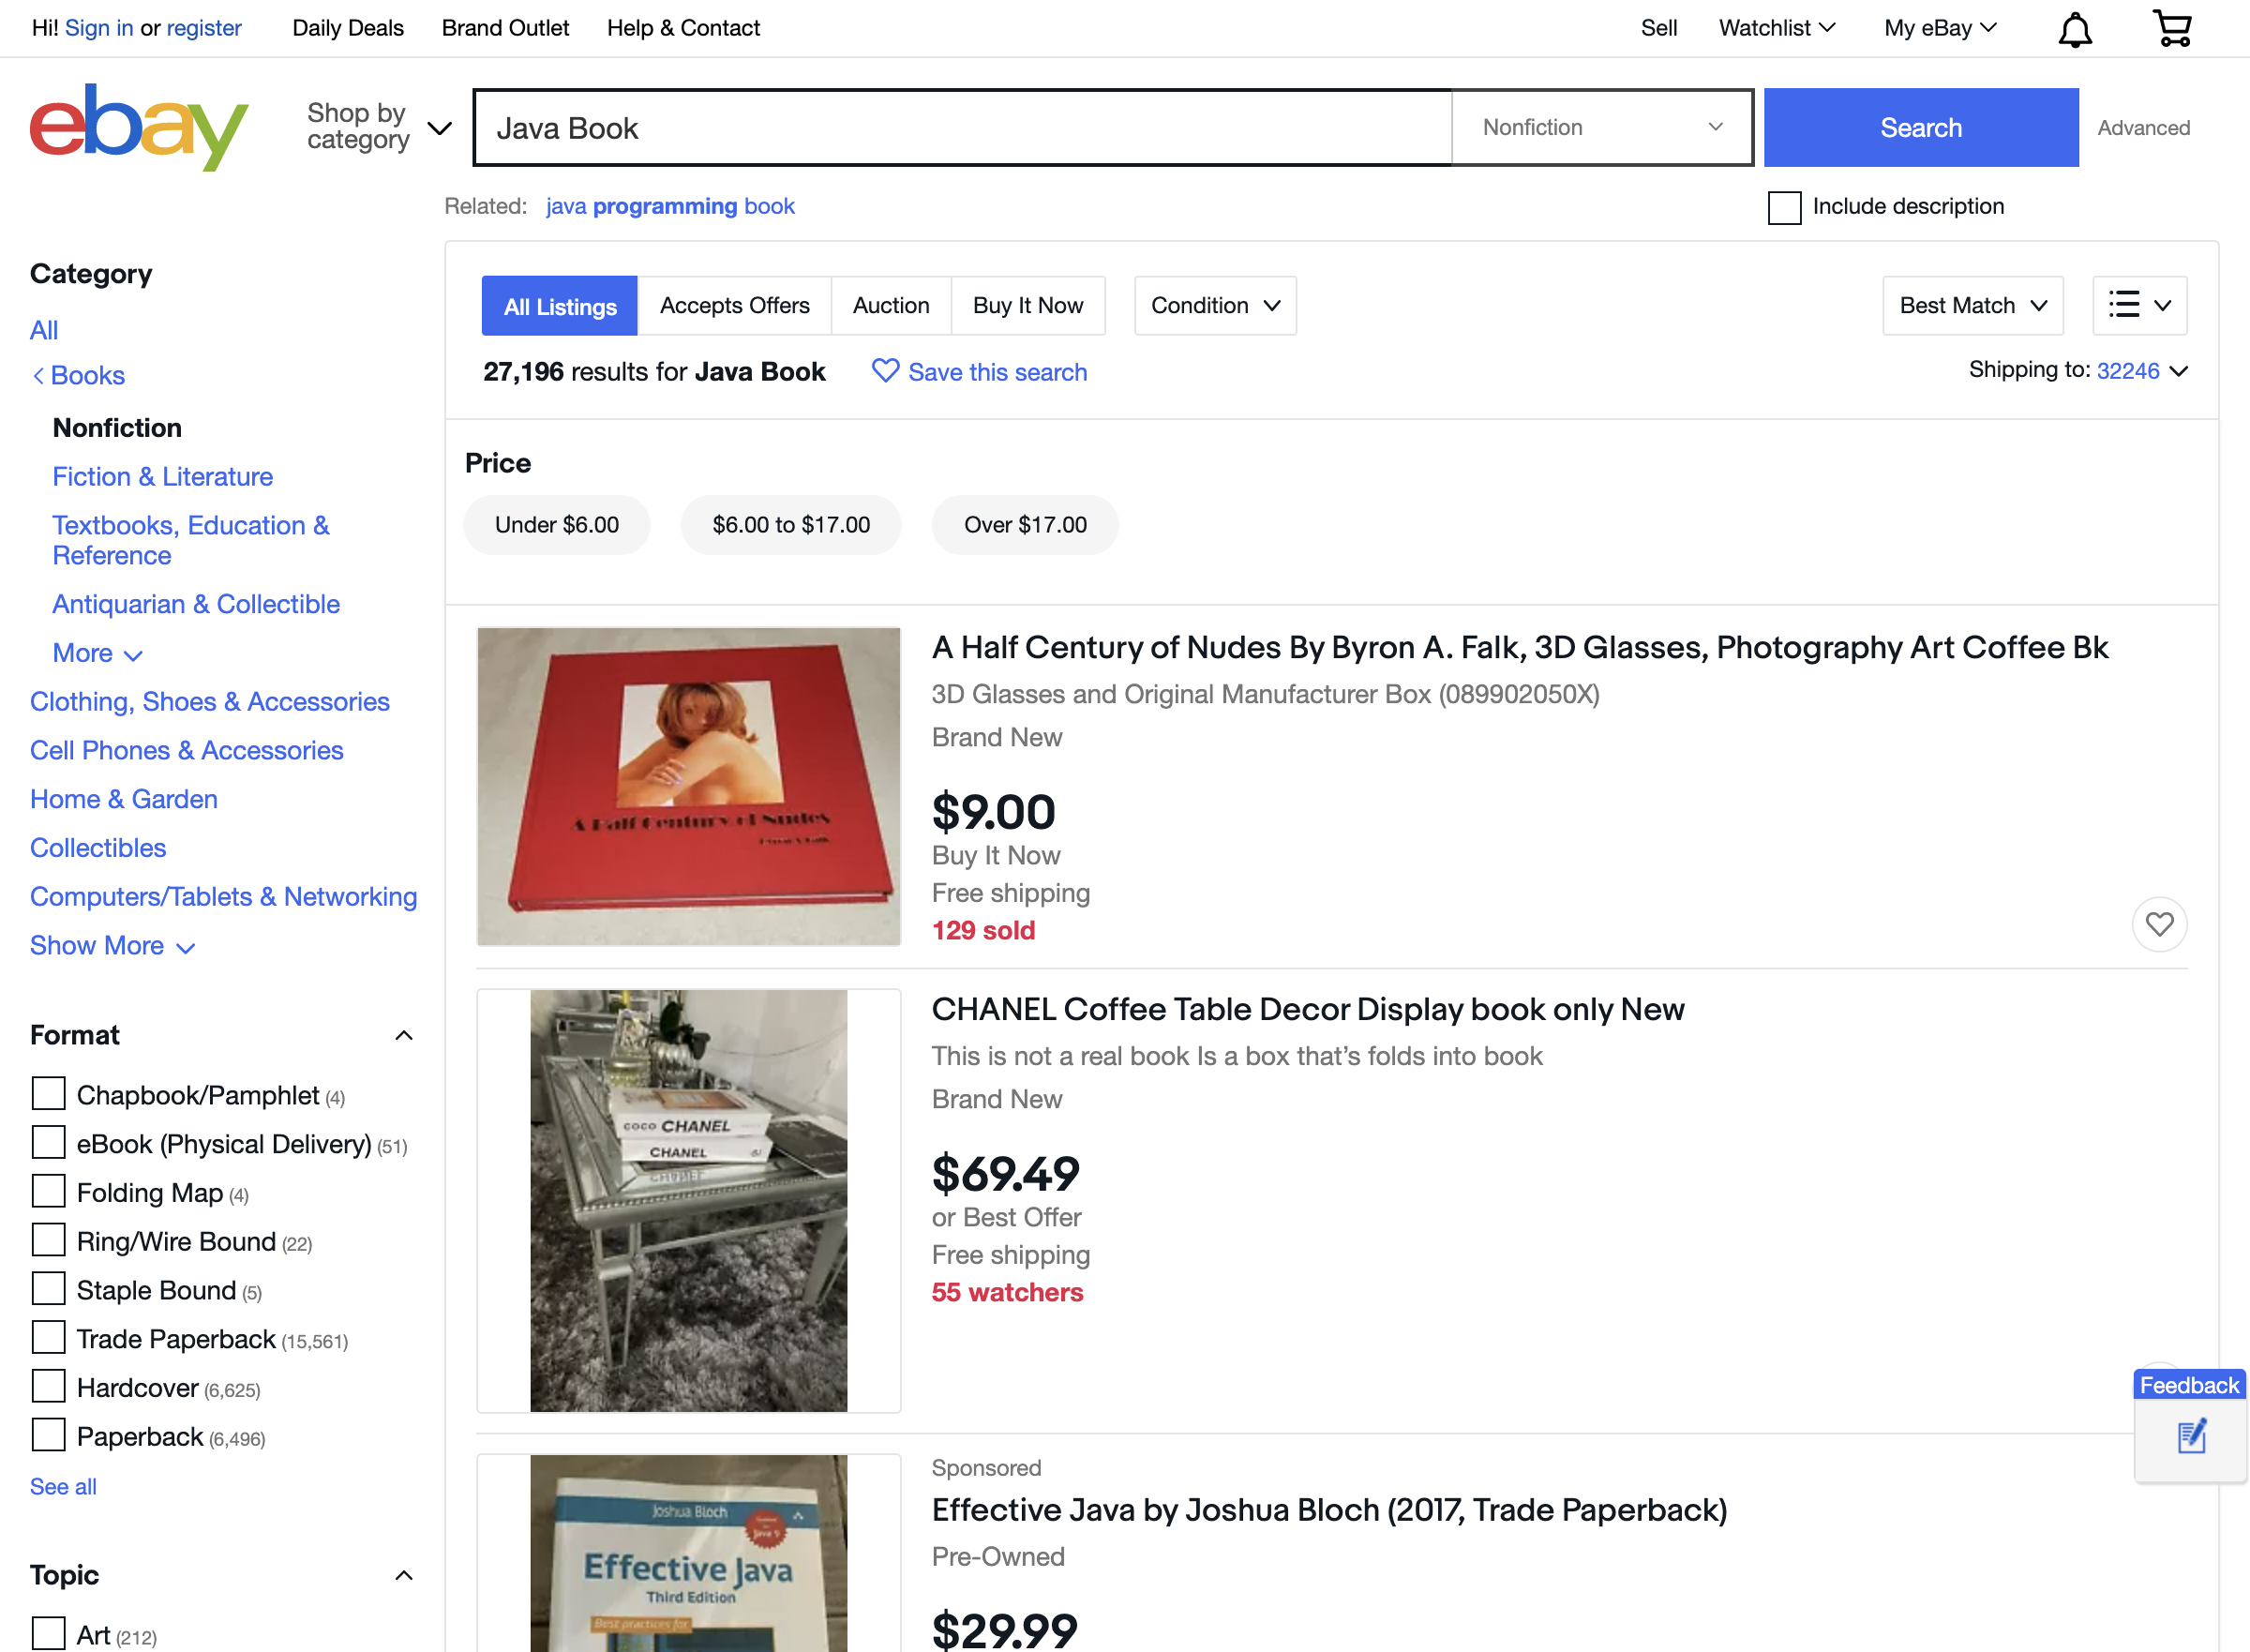 Hi! Sign in or register Daily Deals Brand Outlet Help & Contact Sell Watchlist My eBay
ebay
Shop by
category
Java Book
Nonfiction
Search
Advanced
Related: java programming book
Include description
Category
All
Books
Nonfiction
Fiction & Literature
Textbooks, Education &
Reference
Antiquarian & Collectible
More
Clothing, Shoes & Accessories
Cell Phones & Accessories
Home & Garden
Collectibles
Computers/Tablets & Networking
Show More
Format
Chapbook/Pamphlet (4)
eBook (Physical Delivery) (51)
Folding Map (4)
Ring/Wire Bound (22)
Staple Bound (5)
Trade Paperback (15,561)
Hardcover (6,625)
Paperback (6,496)
See all
Topic
Art (212)
All Listings Accepts Offers Auction Buy It Now Condition Best Match
27,196 results for Java Book Save this search Shipping to: 32246
Price
Under $6.00 $6.00 to $17.00 Over $17.00
A Half Century of Nudes
A Half Century of Nudes By Byron A. Falk, 3D Glasses, Photography Art Coffee Bk
3D Glasses and Original Manufacturer Box (089902050X)
Brand New
$9.00
Buy It Now
Free shipping
129 sold
COCO CHANEL
CHANEL
CHANEL Coffee Table Decor Display book only New
This is not a real book Is a box that’s folds into book
Brand New
$69.49
or Best Offer
Free shipping
55 watchers
Feedback
Joshua Bloch
Java 9
Effective Java
Third Edition
Best practices for
Sponsored
Effective Java by Joshua Bloch (2017, Trade Paperback)
Pre-Owned
$29.99